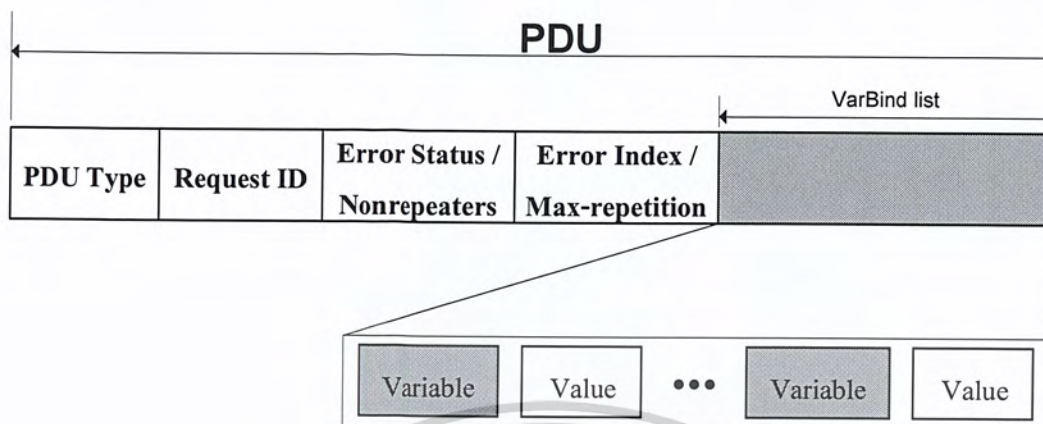 PDU
VarBind list
PDU Type
Request ID
Error Status /
Nonrepeaters
Error Index /
Max-repetition
Variable
Value
•••
Variable
Value